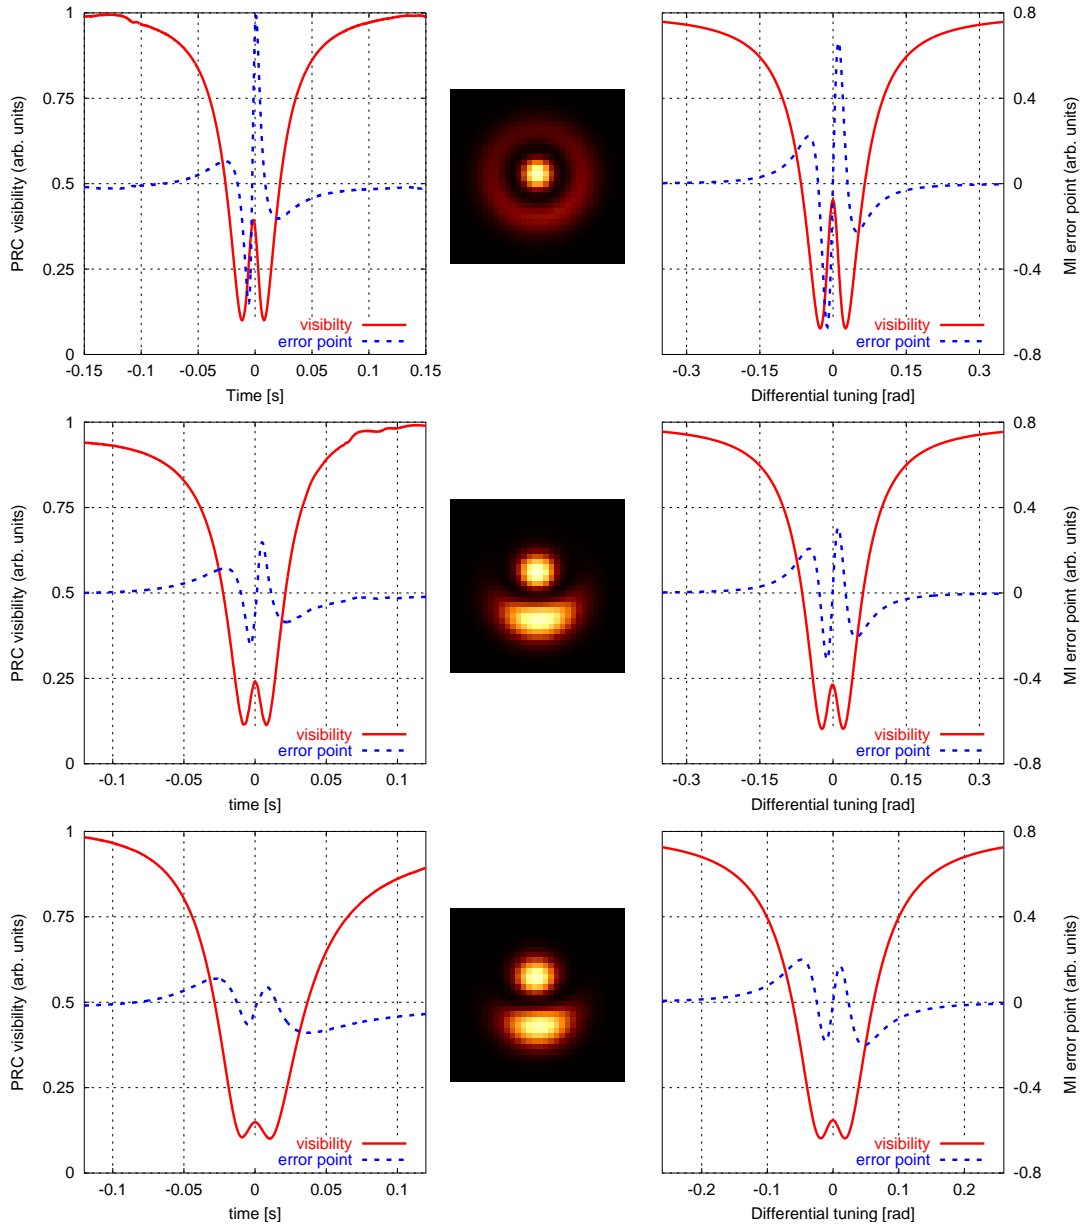 1
0.75
0.5
0.25
0
PRC visibility (arb. units)
visibilty
error point
-0.15 -0.1 -0.05 0 0.05 0.1 0.15
Time [s]
0.8
0.4
0
-0.4
-0.8
MI error point (arb. units)
visibility
error point
-0.3 -0.15 0 0.15 0.3
Differential tuning [rad]
1
0.75
0.5
0.25
0
PRC visibility (arb. units)
visibility
error point
-0.1 -0.05 0 0.05 0.1
time [s]
0.8
0.4
0
-0.4
-0.8
MI error point (arb. units)
visibility
error point
-0.3 -0.15 0 0.15 0.3
Differential tuning [rad]
1
0.75
0.5
0.25
0
PRC visibility (arb. units)
visibility
error point
-0.1 -0.05 0 0.05 0.1
time [s]
0.8
0.4
0
-0.4
-0.8
MI error point (arb. units)
visibility
error point
-0.2 -0.1 0 0.1 0.2
Differential tuning [rad]